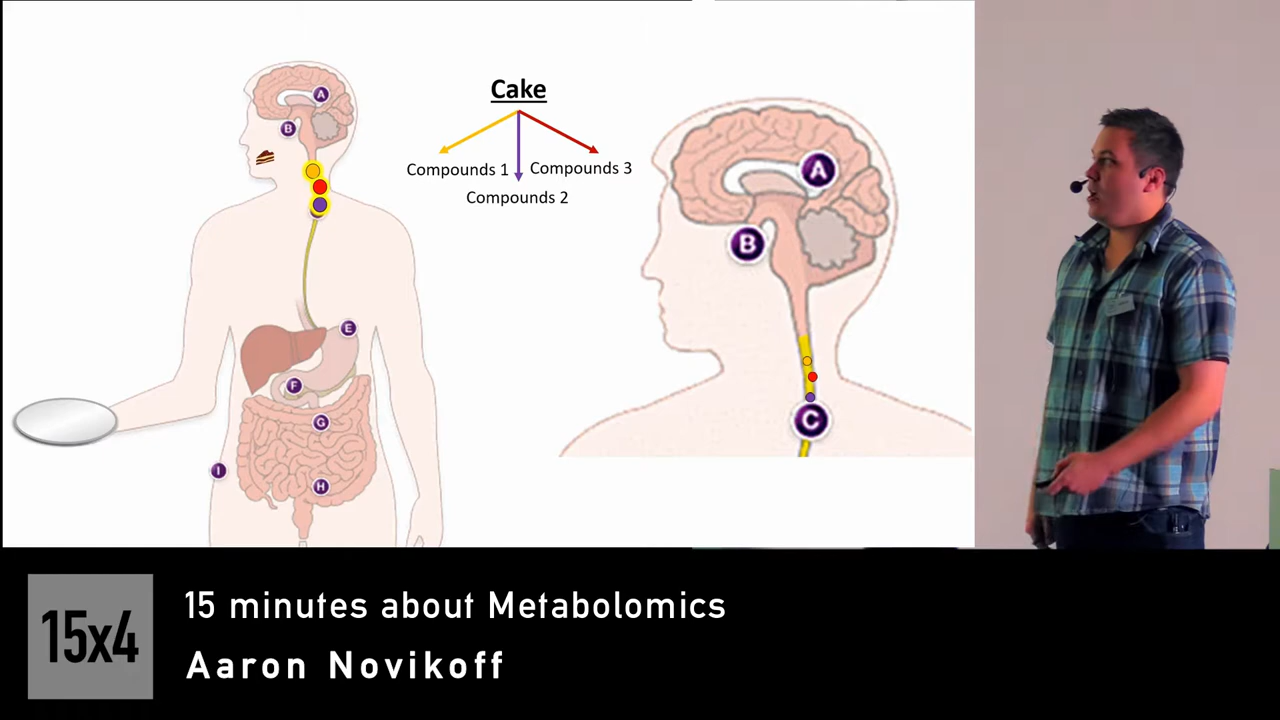 Cake
Compounds 1
Compounds 3
Compounds 2
A
B
E
F
G
I
H
A
B
C
15x4
15 minutes about Metabolomics
Aaron Novikoff